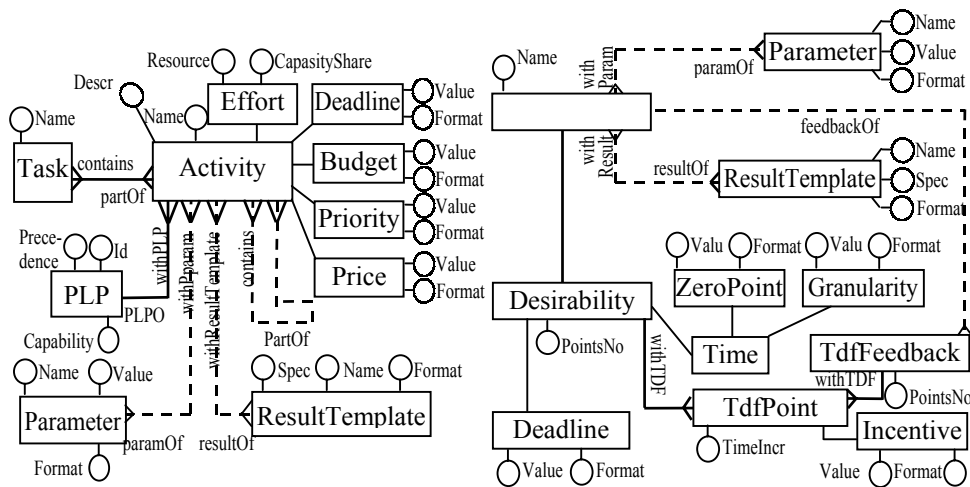 Name
Task
contains
partOf
Descr
Name
Activity
Resource
CapasityShare
Effort
Deadline
Value
Format
Budget
Value
Format
Priority
Value
Format
Price
Value
Format
withPLP
withPparam
withResultTemplate
contains
PartOf
Prece-
dence
Id
PLP
PLPO
Capability
Name
Value
Parameter
Format
paramOf
resultOf
Spec
Name
Format
ResultTemplate
Name
with
Param
paramOf
Parameter
Name
Value
Format
feedbackOf
with
Result
resultOf
ResultTemplate
Name
Spec
Format
Valu
Format
Valu
Format
ZeroPoint
Granularity
Desirability
PointsNo
Time
TdfFeedback
withTDF
withTDF
PointsNo
TdfPoint
TimeIncr
Deadline
Value
Format
Incentive
Value
Format